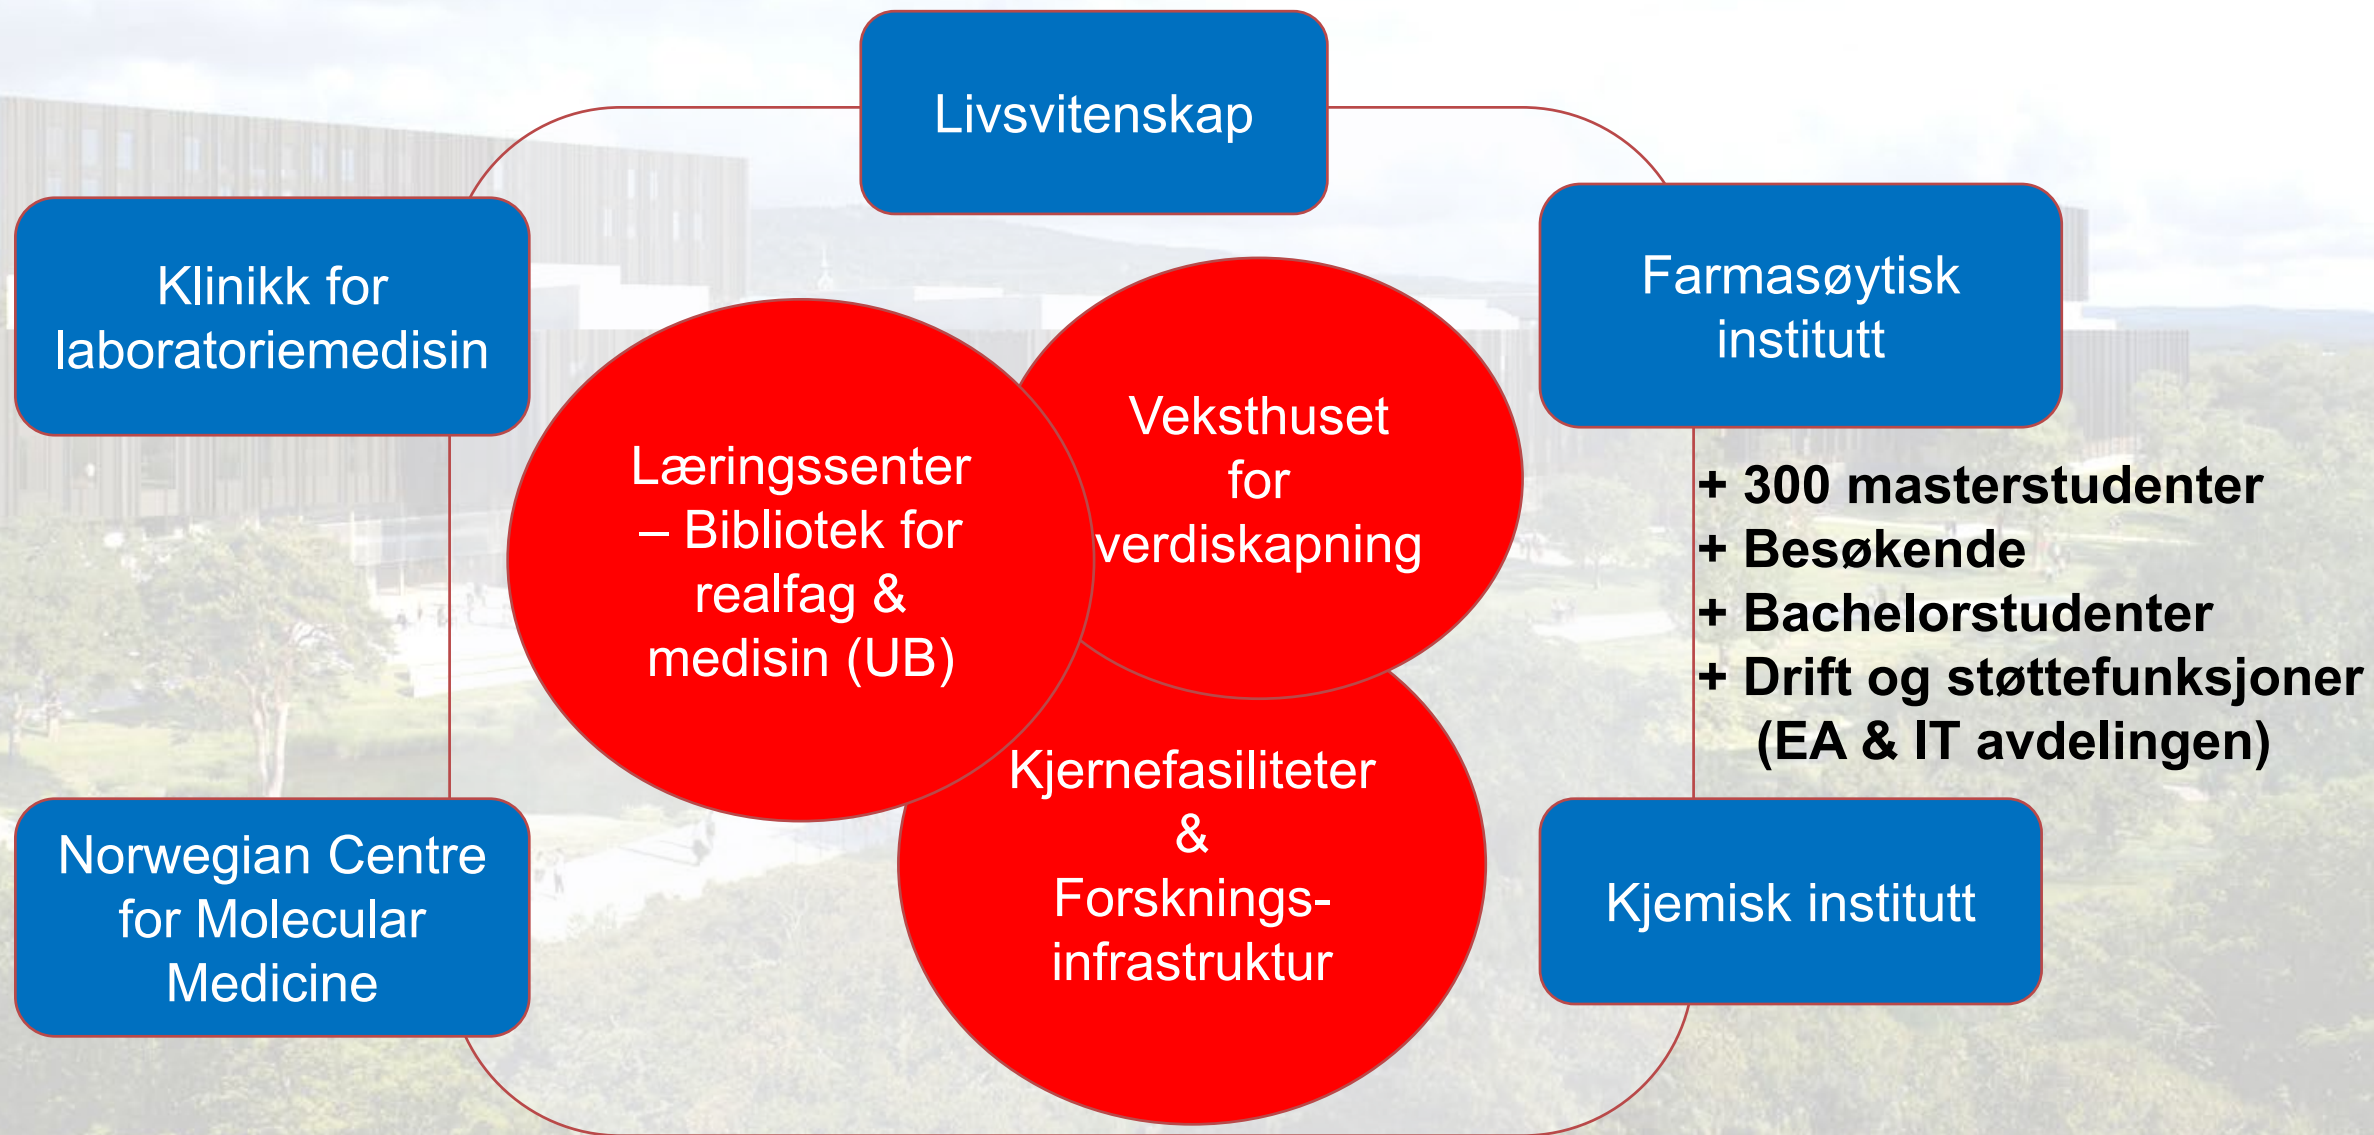 Livsvitenskap
Klinikk for
laboratoriemedisin
Farmasøytisk
institutt
Læringssenter
– Bibliotek for
realfag &
medisin (UB)
Veksthuset
for
verdiskapning
+ 300 masterstudenter
+ Besøkende
+ Bachelorstudenter
+ Drift og støttefunksjoner
(EA & IT avdelingen)
Kjernefasiliteter
&
Forsknings-
infrastruktur
Norwegian Centre
for Molecular
Medicine
Kjemisk institutt